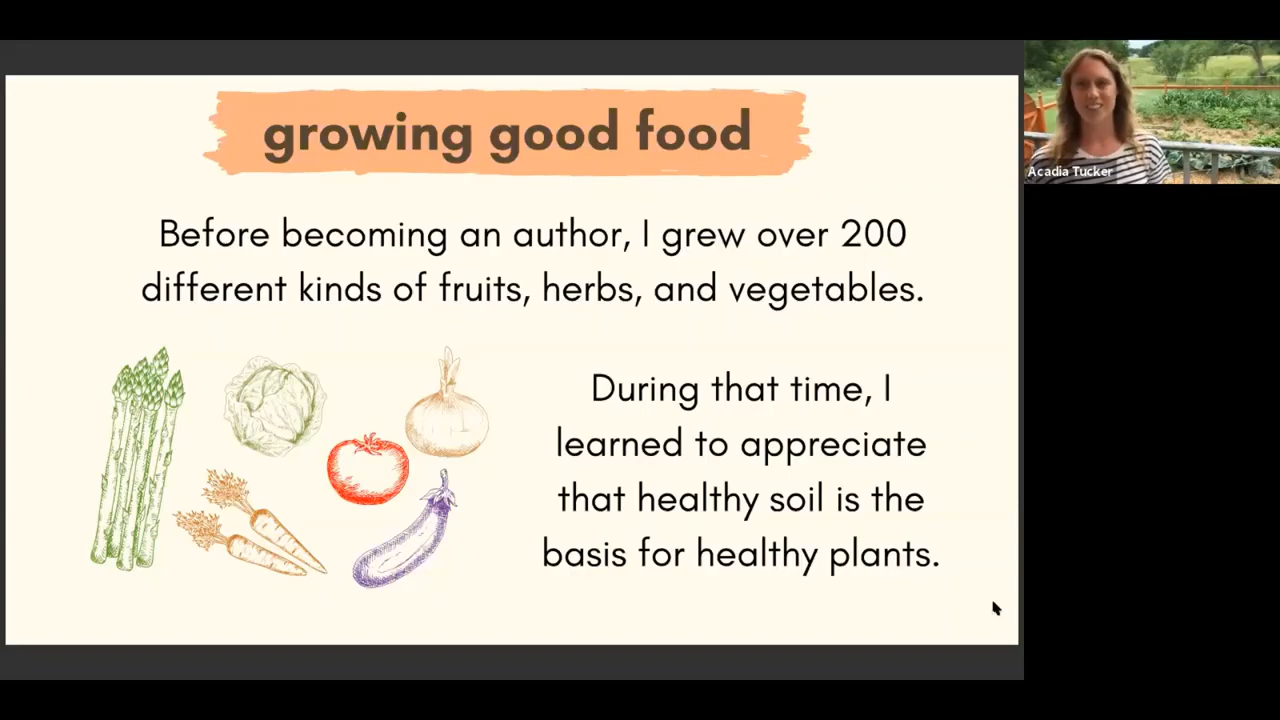 growing good food
Before becoming an author, I grew over 200
different kinds of fruits, herbs, and vegetables.
During that time, I
learned to appreciate
that healthy soil is the
basis for healthy plants.
Acadia Tucker